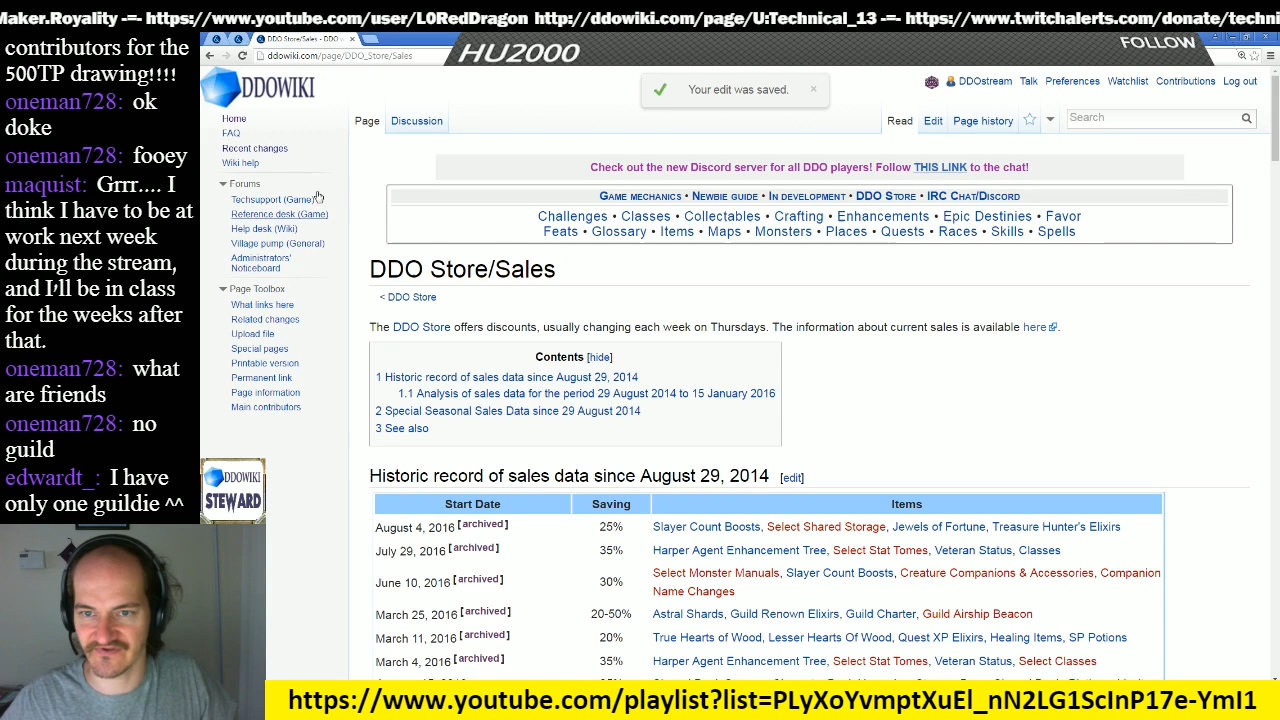 Maker.Royality -=- https://www.youtube.com/user/L0RedDragon http://ddowiki.com/page/U:Technical_13 -=- https://www.twitchalerts.com/donate/techni
contributors for the
500TP drawing!!!!
oneman728: ok
doke
oneman728: fooey
maquist: Grrr.... I
think I have to be at
work next week
during the stream,
and I'll be in class
for the weeks after
that.
oneman728: what
are friends
oneman728: no
guild
edwardt_: I have
only one guildie ^^
DDO Store/Sales - DDO w
ddowiki.com/page/DDO_Store/Sales
HU2000
FOLLOW
DDOWIKI
Your edit was saved.
DDOstream Talk Preferences Watchlist Contributions Log out
Home
FAQ
Recent changes
Wiki help
Forums
Techsupport (Game)
Reference desk (Game)
Help desk (Wiki)
Village pump (General)
Administrators'
Noticeboard
Page Toolbox
What links here
Related changes
Upload file
Special pages
Printable version
Permanent link
Page information
Main contributors
DDOWIKI
STEWARD
Page Discussion Read Edit Page history Search
Check out the new Discord server for all DDO players! Follow THIS LINK to the chat!
Game mechanics • Newbie guide • In development • DDO Store • IRC Chat/Discord
Challenges • Classes • Collectables • Crafting • Enhancements • Epic Destinies • Favor
Feats • Glossary • Items • Maps • Monsters • Places • Quests • Races • Skills • Spells
DDO Store/Sales
< DDO Store
The DDO Store offers discounts, usually changing each week on Thursdays. The information about current sales is available here.
Contents [hide]
1 Historic record of sales data since August 29, 2014
1.1 Analysis of sales data for the period 29 August 2014 to 15 January 2016
2 Special Seasonal Sales Data since 29 August 2014
3 See also
Historic record of sales data since August 29, 2014 [edit]
Start Date Saving Items
August 4, 2016 [archived] 25% Slayer Count Boosts, Select Shared Storage, Jewels of Fortune, Treasure Hunter's Elixirs
July 29, 2016 [archived] 35% Harper Agent Enhancement Tree, Select Stat Tomes, Veteran Status, Classes
June 10, 2016 [archived] 30% Select Monster Manuals, Slayer Count Boosts, Creature Companions & Accessories, Companion
Name Changes
March 25, 2016 [archived] 20-50% Astral Shards, Guild Renown Elixirs, Guild Charter, Guild Airship Beacon
March 11, 2016 [archived] 20% True Hearts of Wood, Lesser Hearts Of Wood, Quest XP Elixirs, Healing Items, SP Potions
March 4, 2016 [archived] 35% Harper Agent Enhancement Tree, Select Stat Tomes, Veteran Status, Select Classes
https://www.youtube.com/playlist?list=PLyXoYvmptXuEl_nN2LG1ScInP17e-YmI1